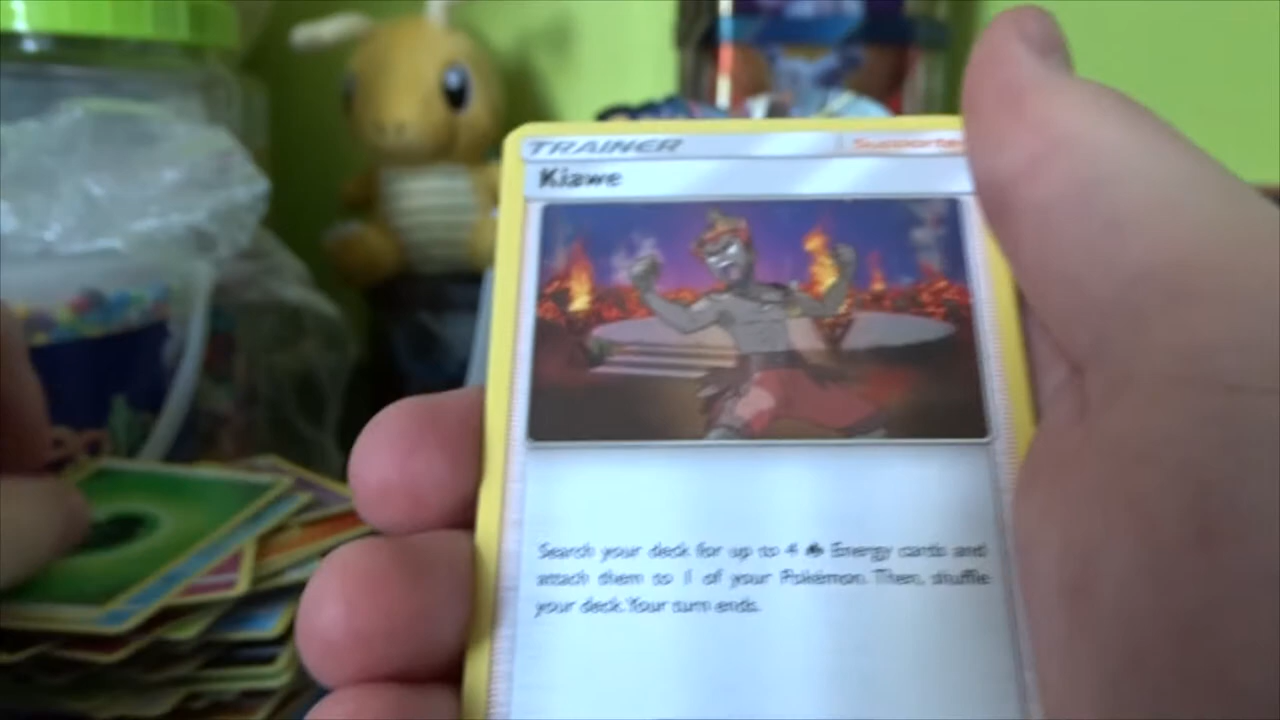 TRAINER Supporter
Kiawe
Search your deck for up to 4 Energy cards and
attach them to 1 of your Pokémon. Then, shuffle
your deck. Your turn ends.